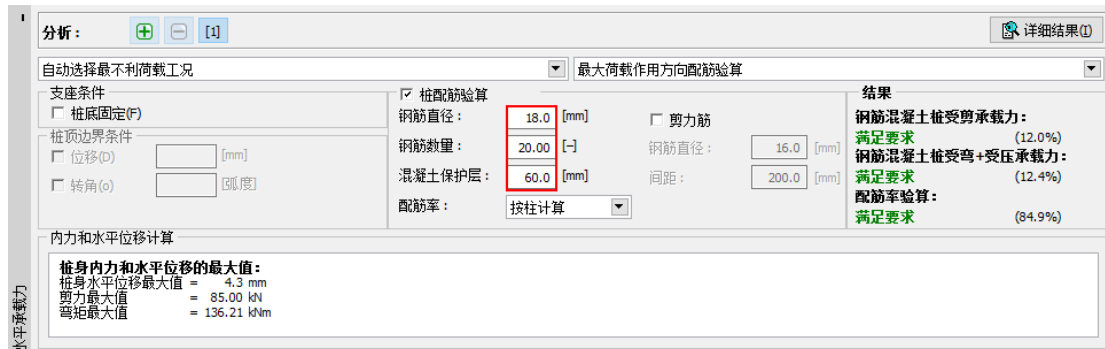 分析： [1] 详细结果(I)
自动选择最不利荷载工况 最大荷载作用方向配筋验算
支座条件
桩底固定(F)
桩顶边界条件
位移(D) [mm]
转角(o) [弧度]
桩配筋验算
钢筋直径： 18.0 [mm]
钢筋数量： 20.00 [-]
混凝土保护层： 60.0 [mm]
配筋率： 按柱计算
剪力筋
钢筋直径： 16.0 [mm]
间距： 200.0 [mm]
结果
钢筋混凝土桩受剪承载力：
满足要求 (12.0%)
钢筋混凝土桩受弯+受压承载力：
满足要求 (12.4%)
配筋率验算：
满足要求 (84.9%)
内力和水平位移计算
桩身内力和水平位移的最大值：
桩身水平位移最大值 = 4.3 mm
剪力最大值 = 85.00 kN
弯矩最大值 = 136.21 kNm
水平承载力